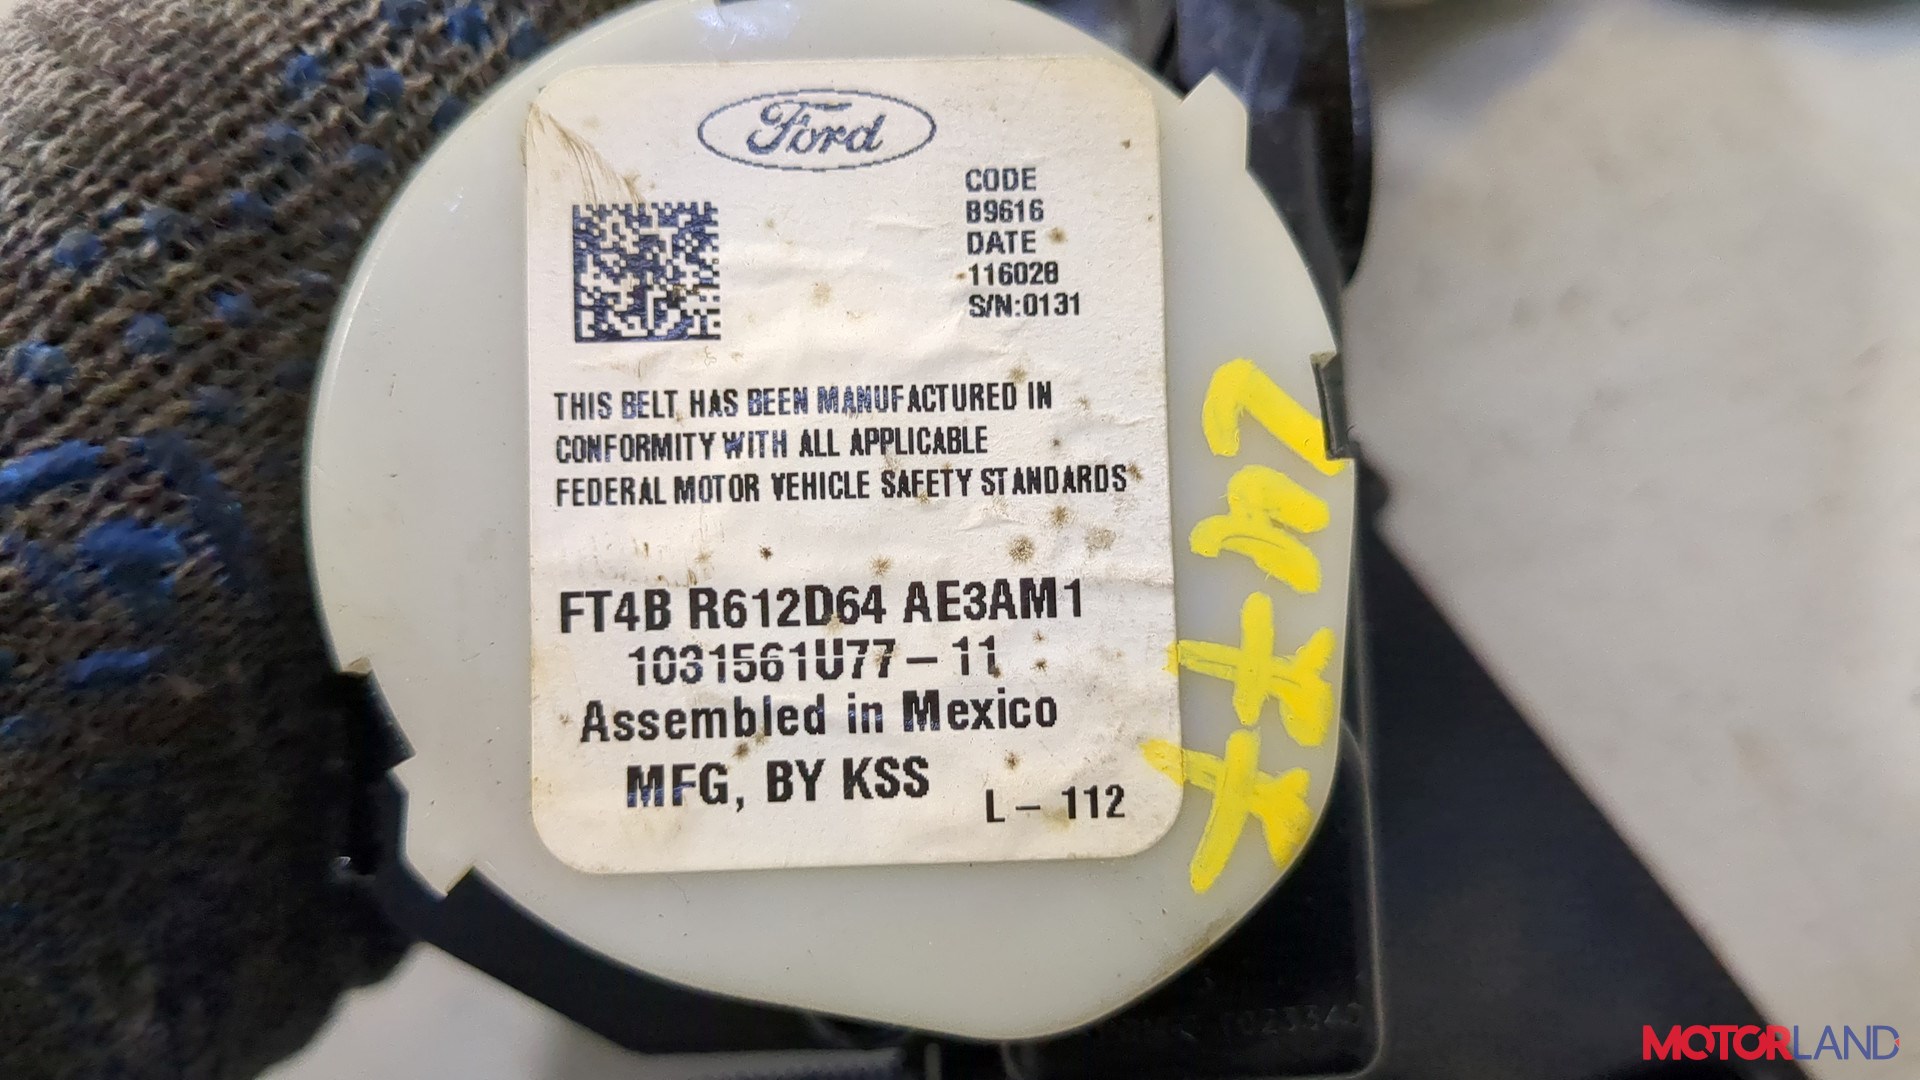 Ford
CODE
B9616
DATE
116028
S/N:0131
THIS BELT HAS BEEN MANUFACTURED IN
CONFORMITY WITH ALL APPLICABLE
FEDERAL MOTOR VEHICLE SAFETY STANDARDS
FT4B R612D64 AE3AM1
1031561U77-11
Assembled in Mexico
MFG, BY KSS
L- 112
MOTORLAND